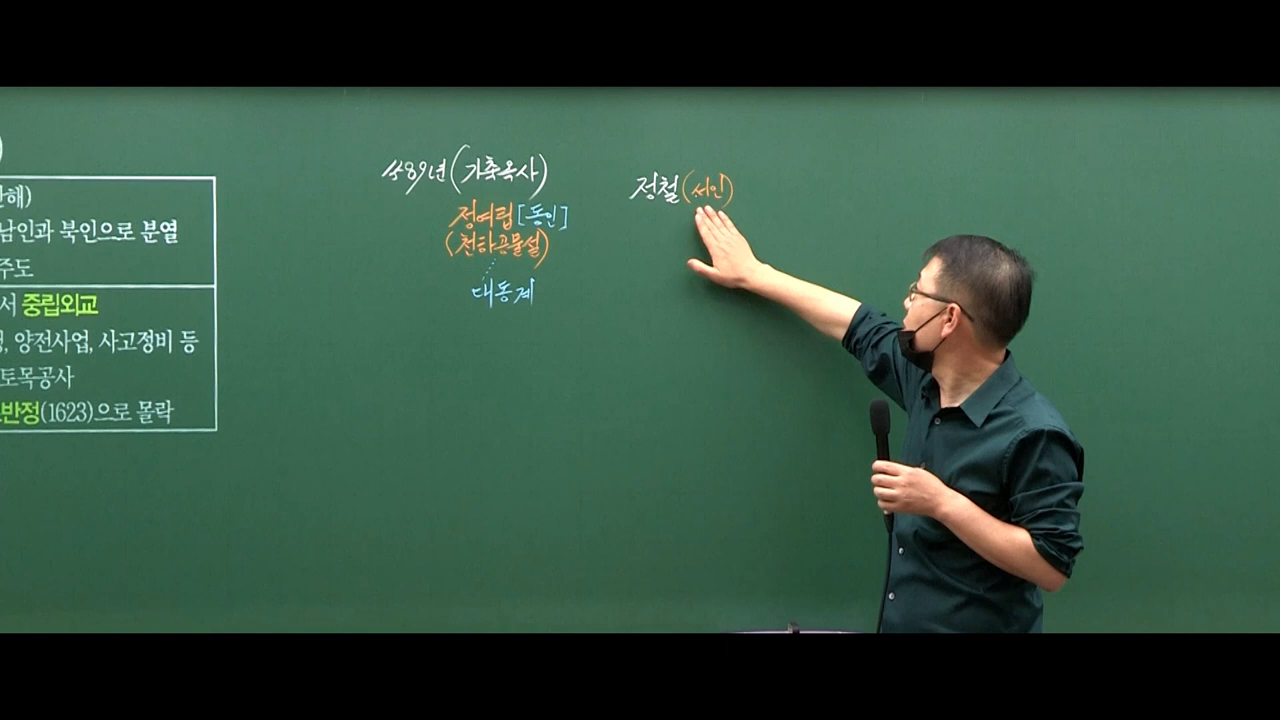 )
난해)
남인과 북인으로 분열
주도
서 중립외교
, 양전사업, 사고정비 등
토목공사
반정(1623)으로 몰락
89년(기축옥사)
정여립[동인]
(천하공물설)
대동계
정철(서인)